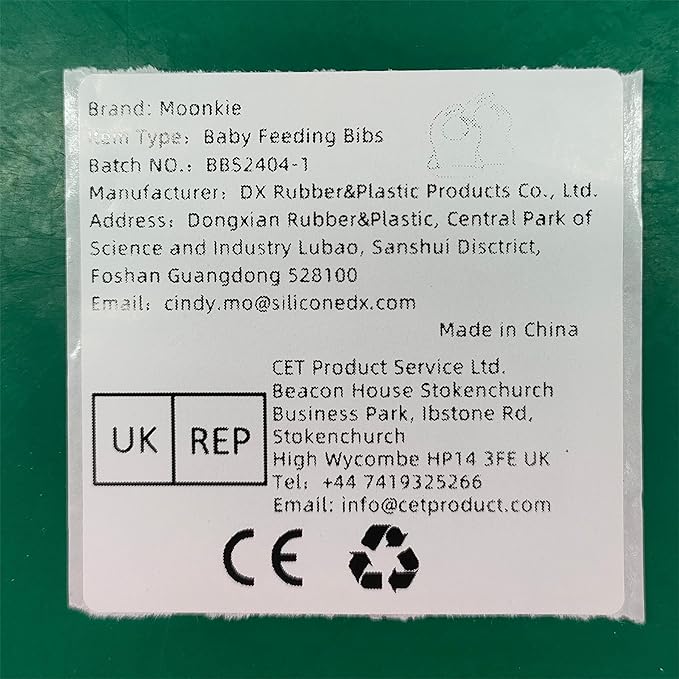 Brand: Moonkie
Item Type: Baby Feeding Bibs
Batch NO.: BBS2404-1
Manufacturer: DX Rubber&Plastic Products Co., Ltd.
Address: Dongxian Rubber&Plastic, Central Park of
Science and Industry Lubao, Sanshui Disctrict,
Foshan Guangdong 528100
Email: cindy.mo@siliconedx.com
Made in China
UK REP
CET Product Service Ltd.
Beacon House Stokenchurch
Business Park, Ibstone Rd,
Stokenchurch
High Wycombe HP14 3FE UK
Tel: +44 7419325266
Email: info@cetproduct.com
CE